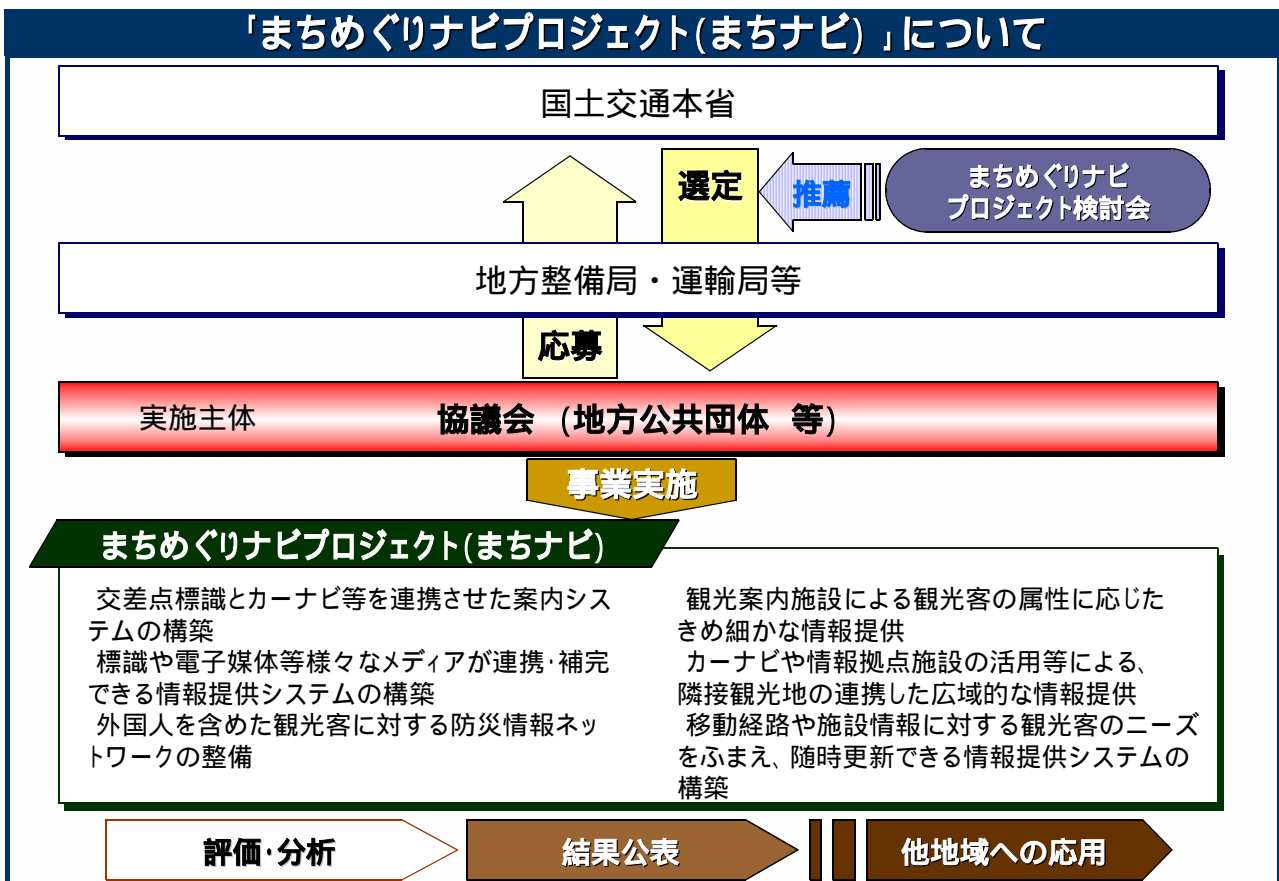 「まちめぐりナビプロジェクト(まちナビ) 」について
国土交通本省
選定
推薦
まちめぐりナビ
プロジェクト検討会
地方整備局・運輸局等
応募
実施主体
協議会 (地方公共団体 等)
事業実施
まちめぐりナビプロジェクト(まちナビ)
交差点標識とカーナビ等を連携させた案内シス
テムの構築
標識や電子媒体等様々なメディアが連携・補完
できる情報提供システムの構築
外国人を含めた観光客に対する防災情報ネッ
トワークの整備
観光案内施設による観光客の属性に応じた
きめ細かな情報提供
カーナビや情報拠点施設の活用等による、
隣接観光地の連携した広域的な情報提供
移動経路や施設情報に対する観光客のニーズ
をふまえ、随時更新できる情報提供システムの
構築
評価・分析
結果公表
他地域への応用